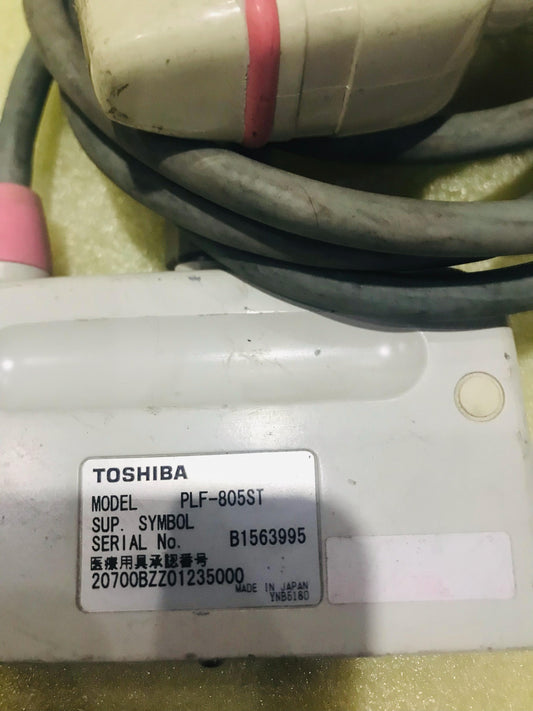 TOSHIBA
MODEL PLF-805ST
SUP. SYMBOL
SERIAL No. B1563995
医療用具承認番号
20700BZZ01235000
MADE IN JAPAN
YNB5180